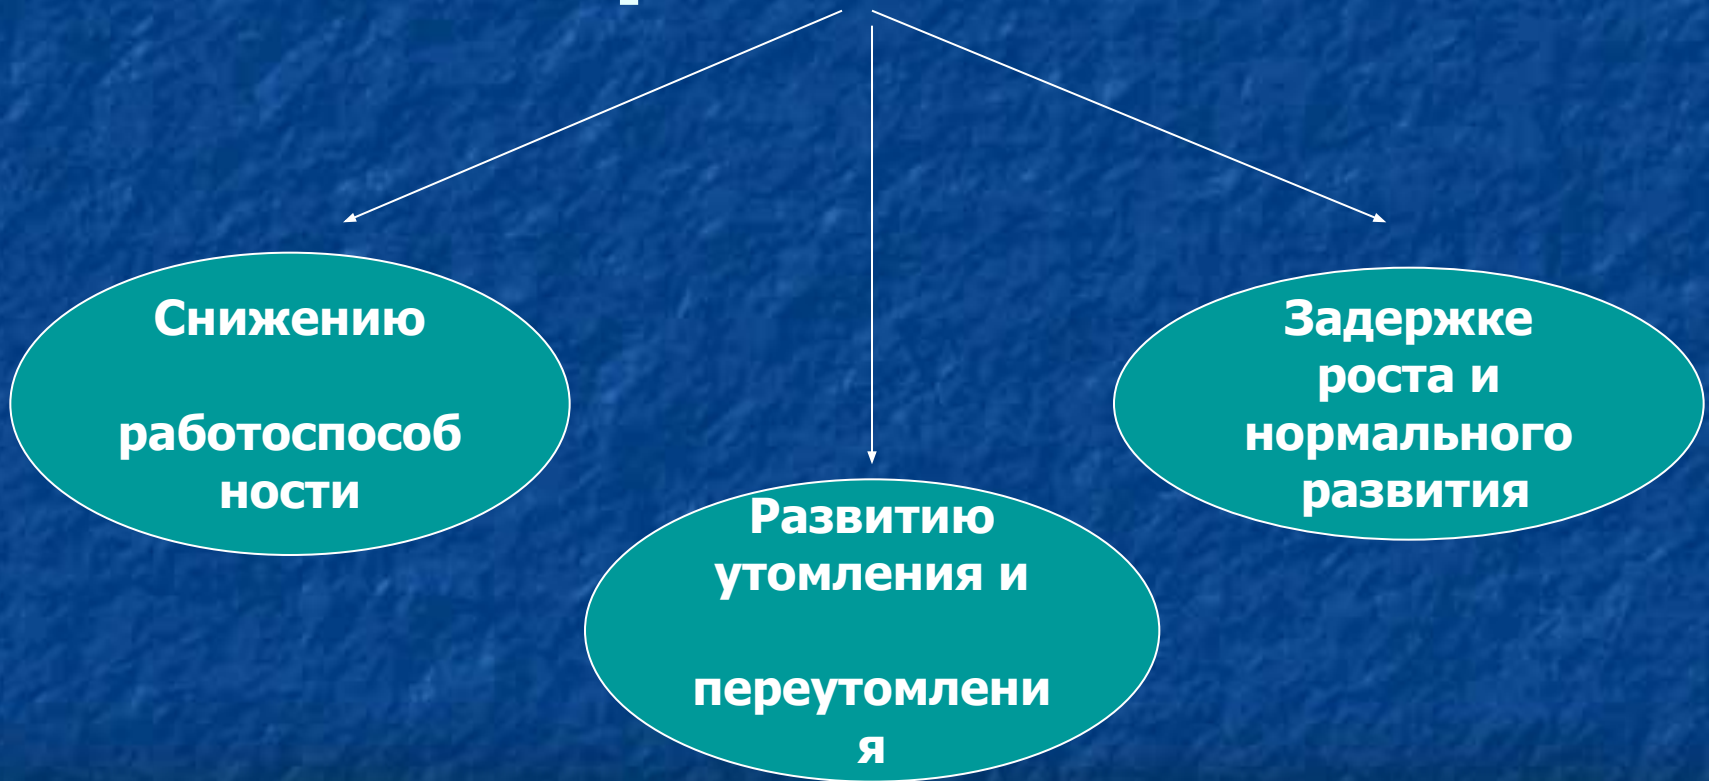 Снижению
работоспособ
ности
Развитию
утомления и
переутомлени
я
Задержке
роста и
нормального
развития